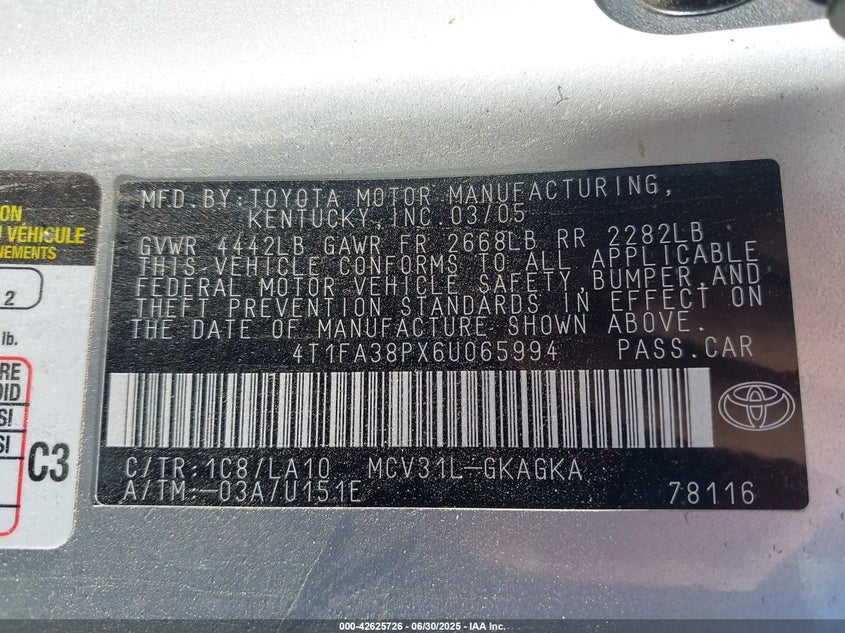 ON
VÉHICULE
NEMENTS
2
lb.
RE
OID
SI
SI
C3
MFD.BY:TOYOTA MOTOR MANUFACTURING,
KENTUCKY,INC.03/05
GVWR 4442LB GAWR FR 2668LB RR 2282LB
THIS VEHICLE CONFORMS TO ALL APPLICABLE
FEDERAL MOTOR VEHICLE SAFETY,BUMPER,AND
THEFT PREVENTION STANDARDS IN EFFECT ON
THE DATE OF MANUFACTURE SHOWN ABOVE.
4T1FA38PX6U065994 PASS.CAR
C/TR:1C8/LA10 MCV31L-GKAGKA
A/TM:-03A/U151E 78116
000-42625726 - 06/30/2025 - IAA Inc.